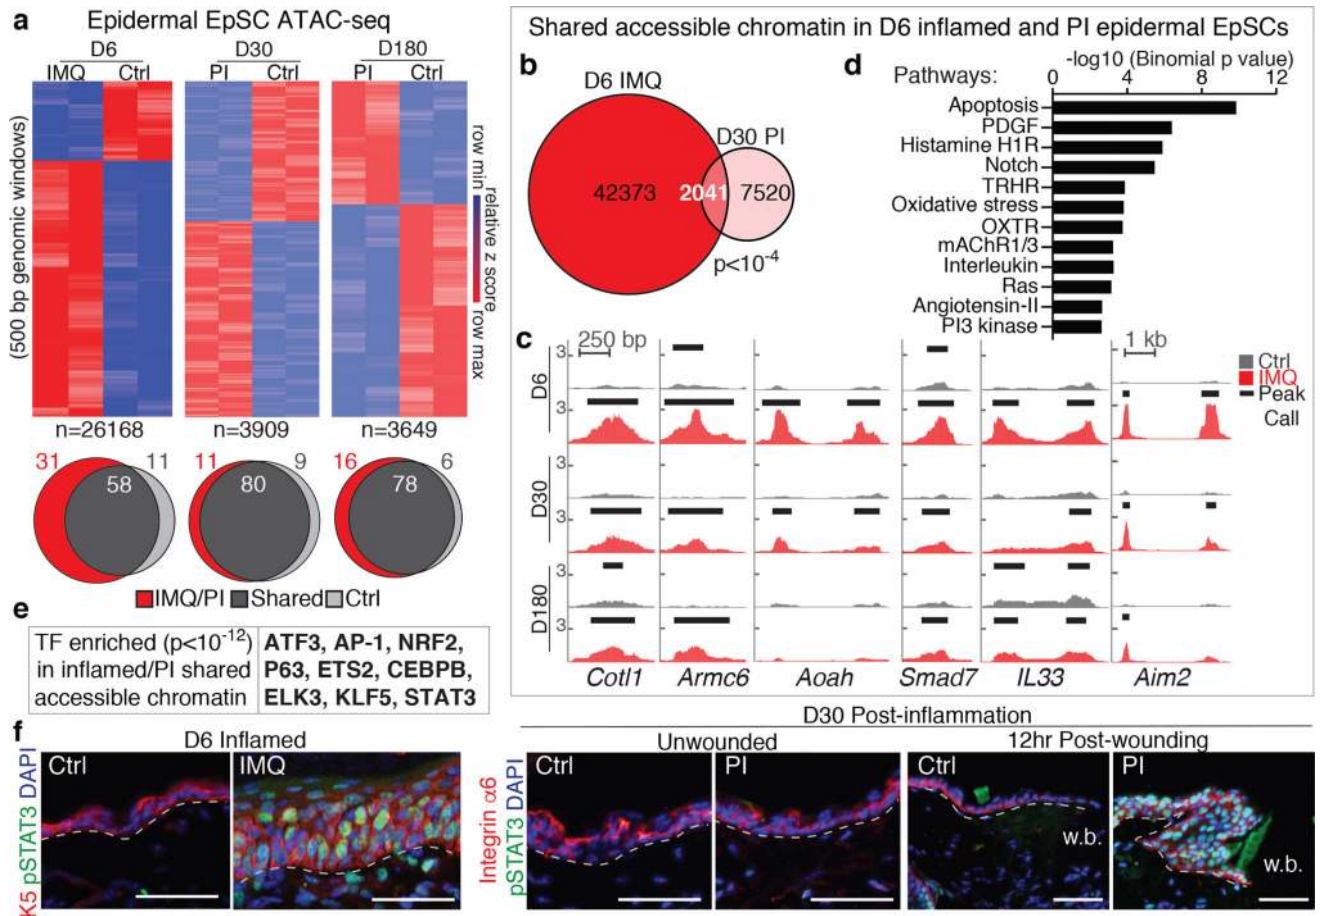 a
Epidermal EpSC ATAC-seq
D6
D30
D180
IMQ
Ctrl
PI
Ctrl
PI
Ctrl
(500 bp genomic windows)
row min
relative z score
row max
n=26168
n=3909
n=3649
31
11
58
11
9
80
16
6
78
IMQ/PI
Shared
Ctrl
Shared accessible chromatin in D6 inflamed and PI epidermal EpSCs
b
D6 IMQ
D30 PI
42373
2041
7520
p<10-4
d
Pathways:
-log10 (Binomial p value)
0
4
8
12
Apoptosis
PDGF
Histamine H1R
Notch
TRHR
Oxidative stress
OXTR
mAChR1/3
Interleukin
Ras
Angiotensin-II
PI3 kinase
c
250 bp
1 kb
Ctrl
IMQ
Peak
Call
D6
3
3
D30
3
3
D180
3
3
Cotl1
Armc6
Aoah
Smad7
IL33
Aim2
e
TF enriched (p<10-12)
in inflamed/PI shared
accessible chromatin
ATF3, AP-1, NRF2,
P63, ETS2, CEBPB,
ELK3, KLF5, STAT3
f
D6 Inflamed
Ctrl
IMQ
K5 pSTAT3 DAPI
D30 Post-inflammation
Unwounded
12hr Post-wounding
Integrin α6
pSTAT3 DAPI
Ctrl
PI
Ctrl
w.b.
PI
w.b.